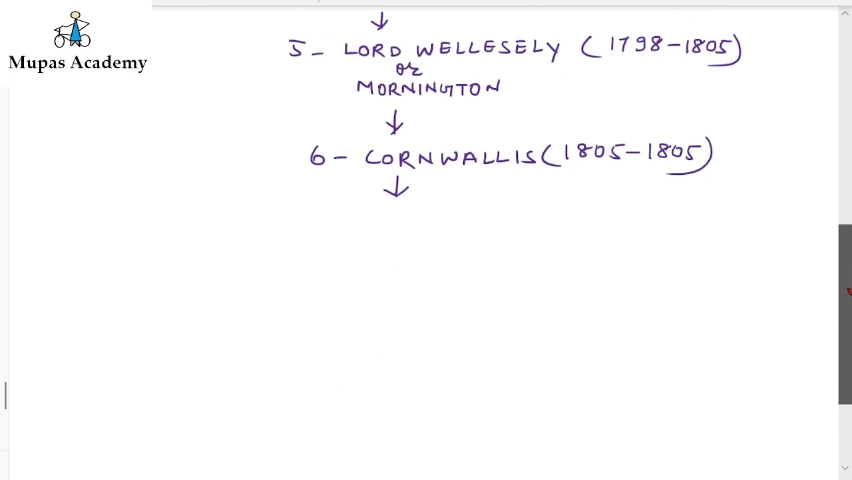 Mupas Academy
5- LORD WELLESELY (1798-1805)
or
MORNINGTON
6- CORNWALLIS (1805-1805)